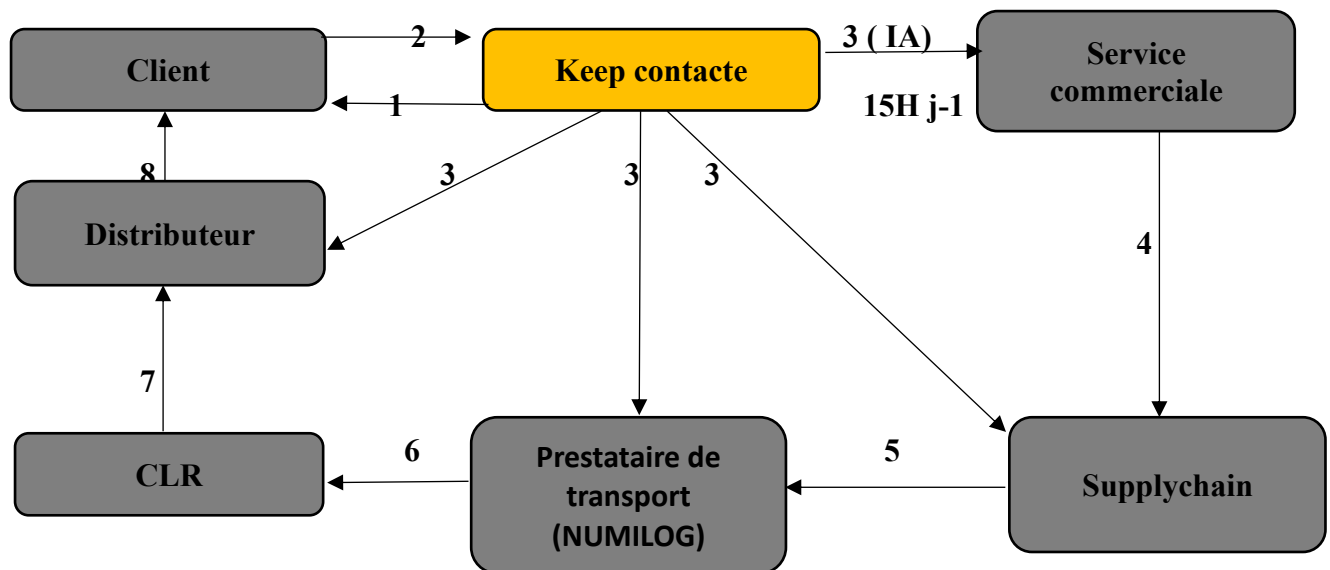 2
3 ( IA)
Client
Keep contacte
Service
commerciale
1
15H j-1
8
3
3
3
Distributeur
4
7
6
5
CLR
Prestataire de
transport
(NUMILOG)
Supplychain